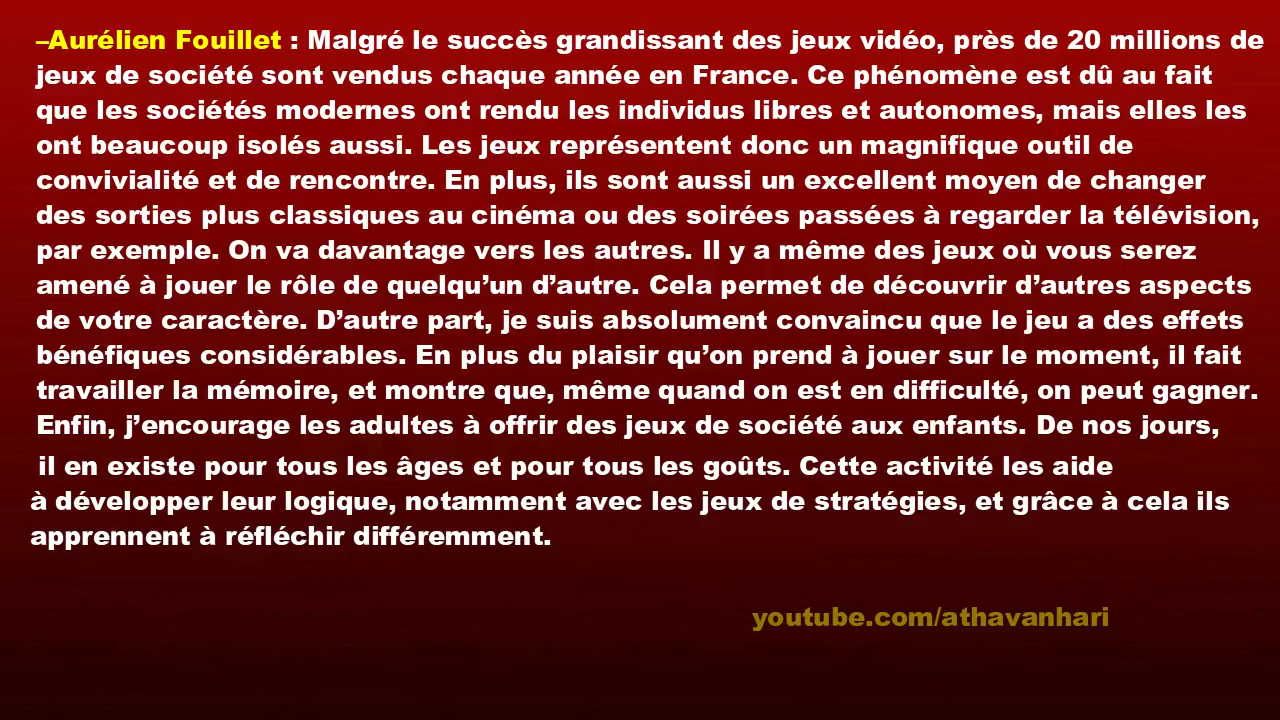 –Aurélien Fouillet : Malgré le succès grandissant des jeux vidéo, près de 20 millions de
jeux de société sont vendus chaque année en France. Ce phénomène est dû au fait
que les sociétés modernes ont rendu les individus libres et autonomes, mais elles les
ont beaucoup isolés aussi. Les jeux représentent donc un magnifique outil de
convivialité et de rencontre. En plus, ils sont aussi un excellent moyen de changer
des sorties plus classiques au cinéma ou des soirées passées à regarder la télévision,
par exemple. On va davantage vers les autres. Il y a même des jeux où vous serez
amené à jouer le rôle de quelqu’un d’autre. Cela permet de découvrir d’autres aspects
de votre caractère. D’autre part, je suis absolument convaincu que le jeu a des effets
bénéfiques considérables. En plus du plaisir qu’on prend à jouer sur le moment, il fait
travailler la mémoire, et montre que, même quand on est en difficulté, on peut gagner.
Enfin, j’encourage les adultes à offrir des jeux de société aux enfants. De nos jours,
il en existe pour tous les âges et pour tous les goûts. Cette activité les aide
à développer leur logique, notamment avec les jeux de stratégies, et grâce à cela ils
apprennent à réfléchir différemment.
youtube.com/athavanhari